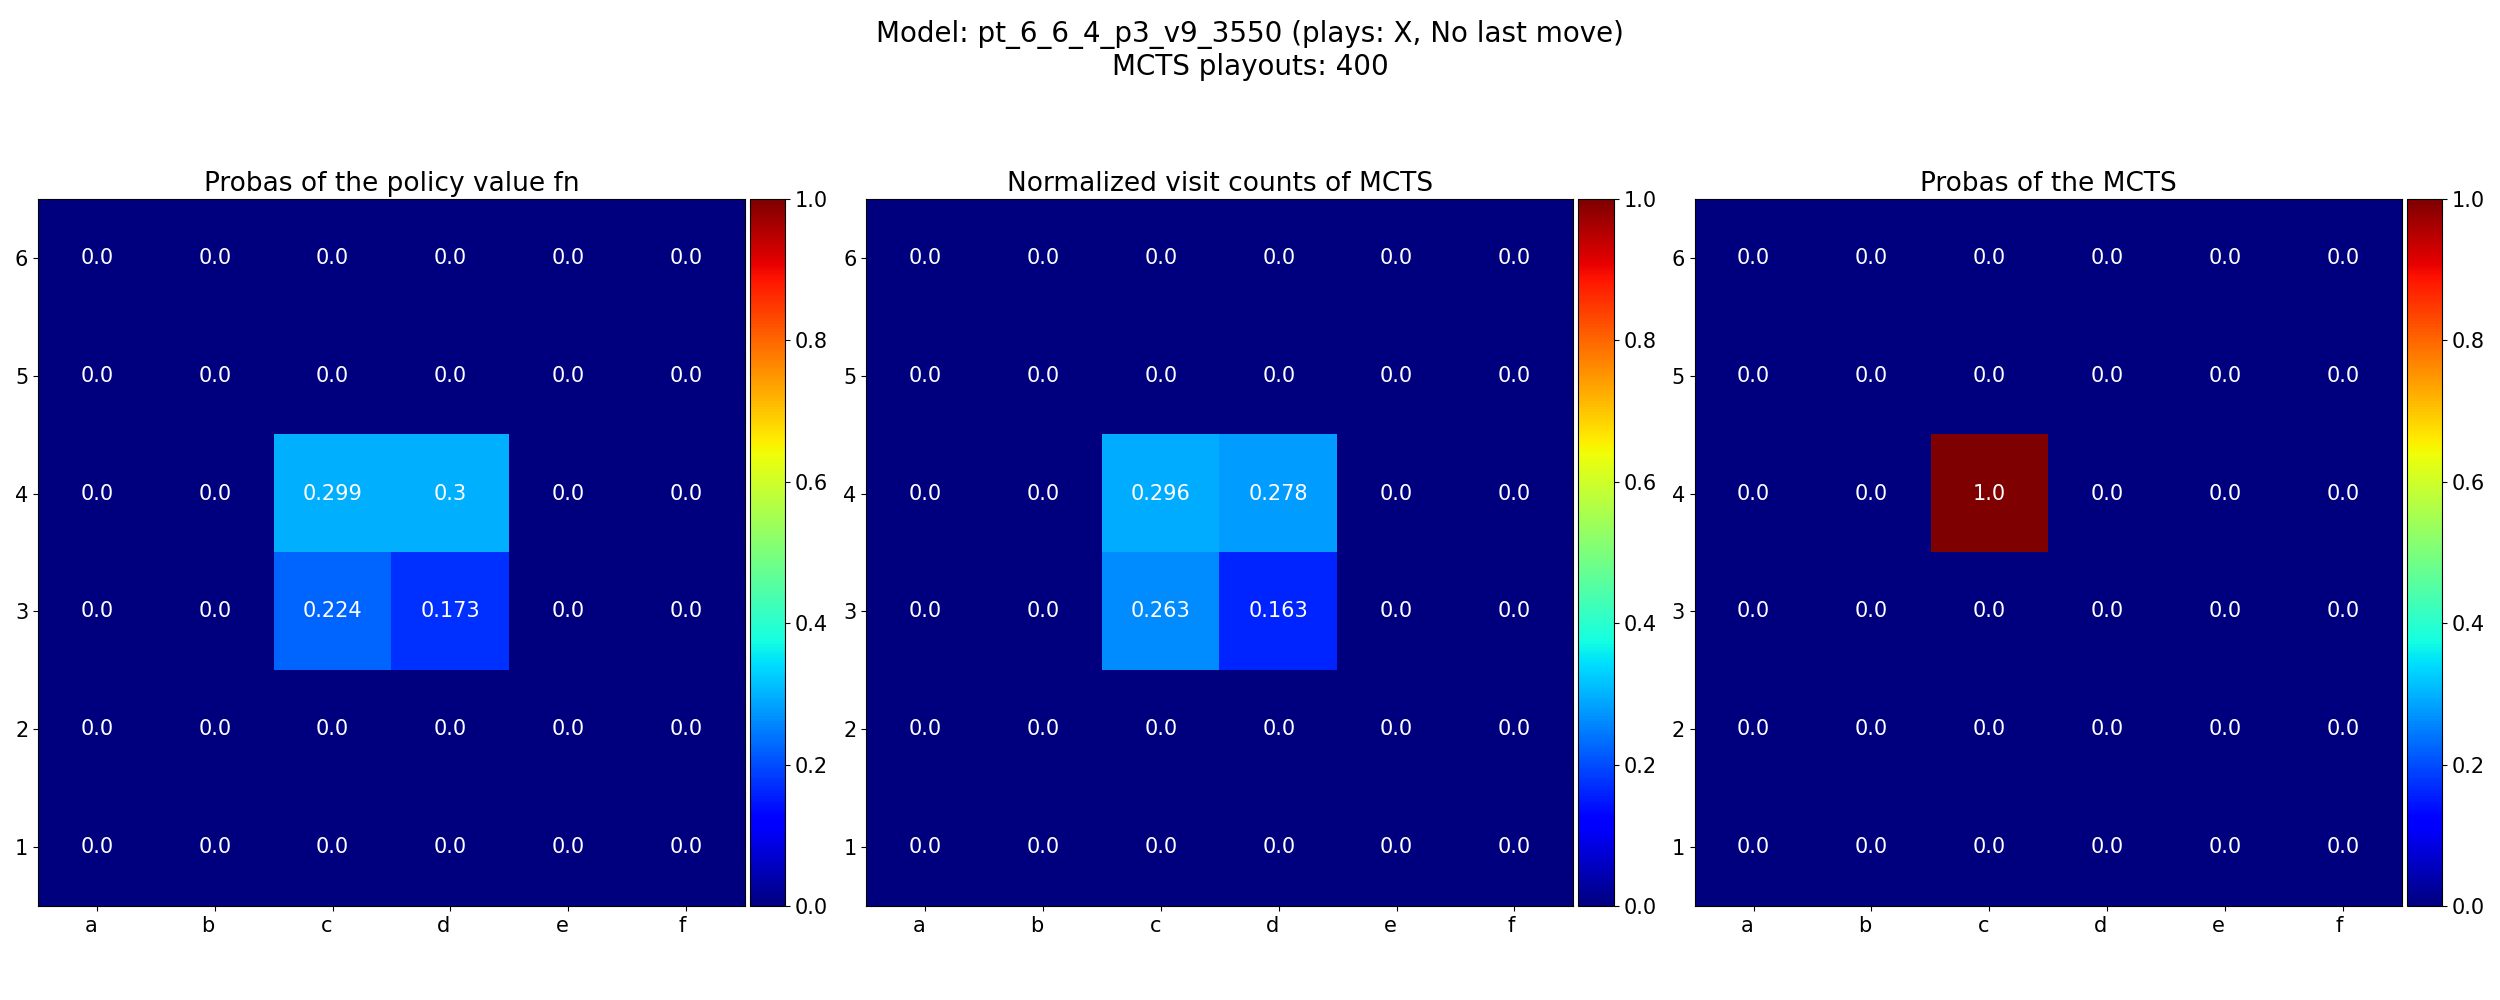 Model: pt_6_6_4_p3_v9_3550 (plays: X, No last move)
MCTS playouts: 400
Probas of the policy value fn
6 0.0 0.0 0.0 0.0 0.0 0.0
5 0.0 0.0 0.0 0.0 0.0 0.0
4 0.0 0.0 0.299 0.3 0.0 0.0
3 0.0 0.0 0.224 0.173 0.0 0.0
2 0.0 0.0 0.0 0.0 0.0 0.0
1 0.0 0.0 0.0 0.0 0.0 0.0
a b c d e f
1.0
0.8
0.6
0.4
0.2
0.0
Normalized visit counts of MCTS
6 0.0 0.0 0.0 0.0 0.0 0.0
5 0.0 0.0 0.0 0.0 0.0 0.0
4 0.0 0.0 0.296 0.278 0.0 0.0
3 0.0 0.0 0.263 0.163 0.0 0.0
2 0.0 0.0 0.0 0.0 0.0 0.0
1 0.0 0.0 0.0 0.0 0.0 0.0
a b c d e f
1.0
0.8
0.6
0.4
0.2
0.0
Probas of the MCTS
6 0.0 0.0 0.0 0.0 0.0 0.0
5 0.0 0.0 0.0 0.0 0.0 0.0
4 0.0 0.0 1.0 0.0 0.0 0.0
3 0.0 0.0 0.0 0.0 0.0 0.0
2 0.0 0.0 0.0 0.0 0.0 0.0
1 0.0 0.0 0.0 0.0 0.0 0.0
a b c d e f
1.0
0.8
0.6
0.4
0.2
0.0